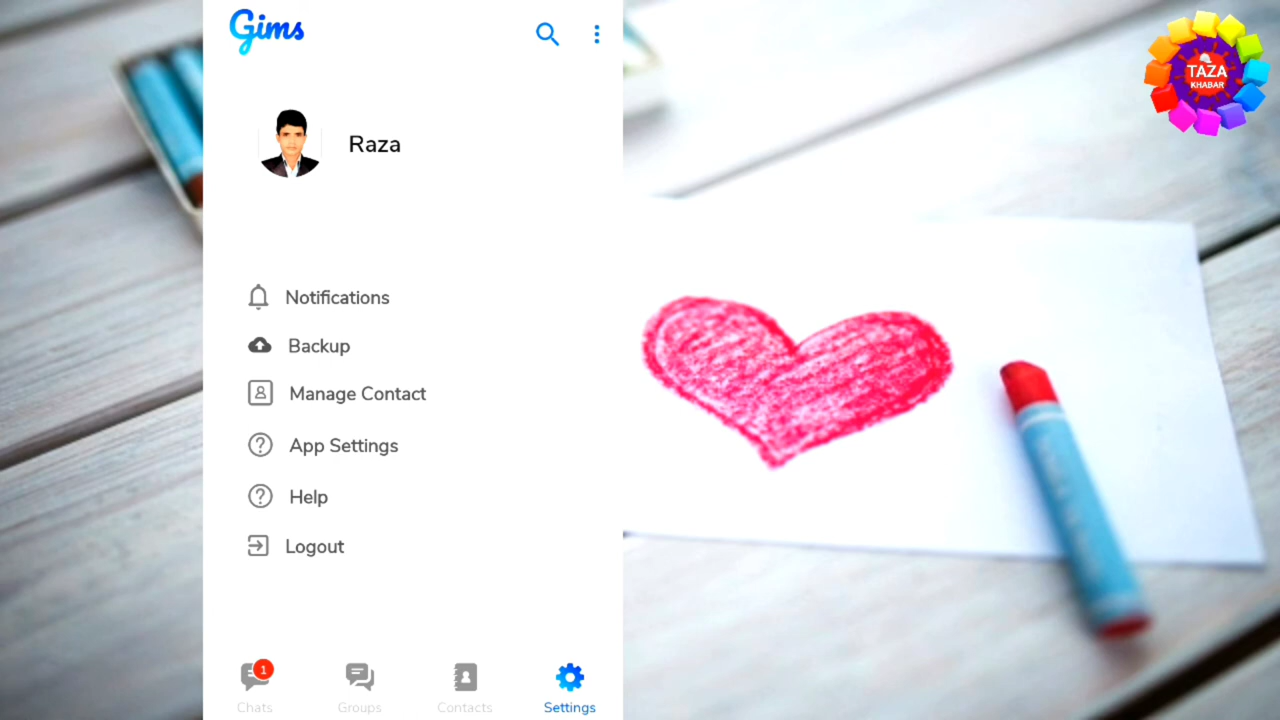 Gims
Raza
Notifications
Backup
Manage Contact
App Settings
Help
Logout
1
Chats
Groups
Contacts
Settings
TAZA
KHABAR